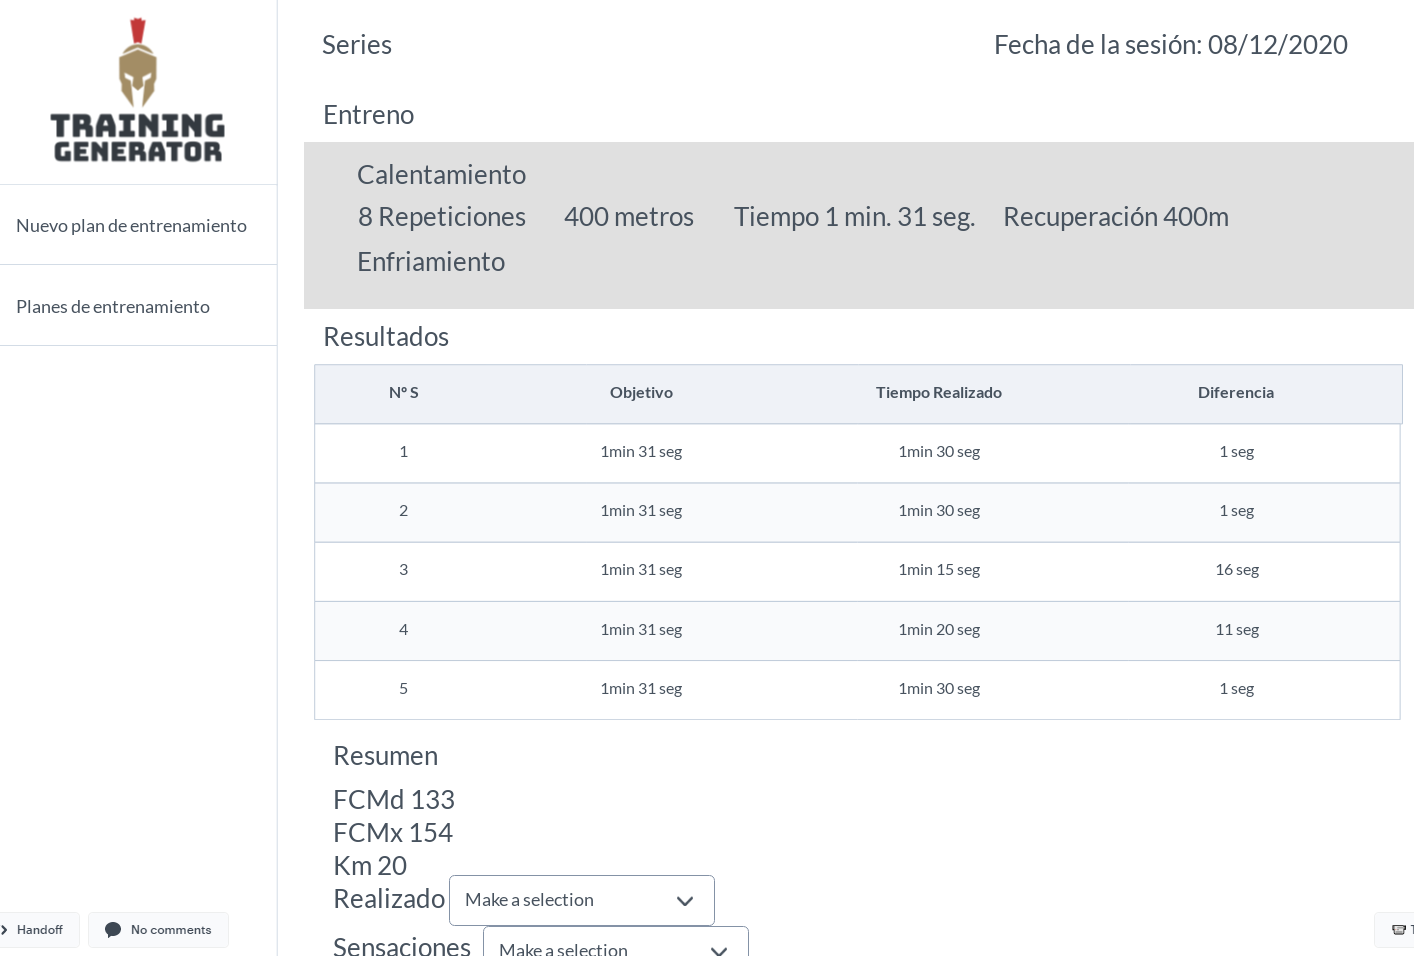 TRAINING
GENERATOR
Nuevo plan de entrenamiento
Planes de entrenamiento
Handoff
No comments
Series
Fecha de la sesión: 08/12/2020
Entreno
Calentamiento
8 Repeticiones 400 metros Tiempo 1 min. 31 seg. Recuperación 400m
Enfriamiento
Resultados
Nº S Objetivo Tiempo Realizado Diferencia
1 1min 31 seg 1min 30 seg 1 seg
2 1min 31 seg 1min 30 seg 1 seg
3 1min 31 seg 1min 15 seg 16 seg
4 1min 31 seg 1min 20 seg 11 seg
5 1min 31 seg 1min 30 seg 1 seg
Resumen
FCMd 133
FCMx 154
Km 20
Realizado Make a selection
Sensaciones Make a selection